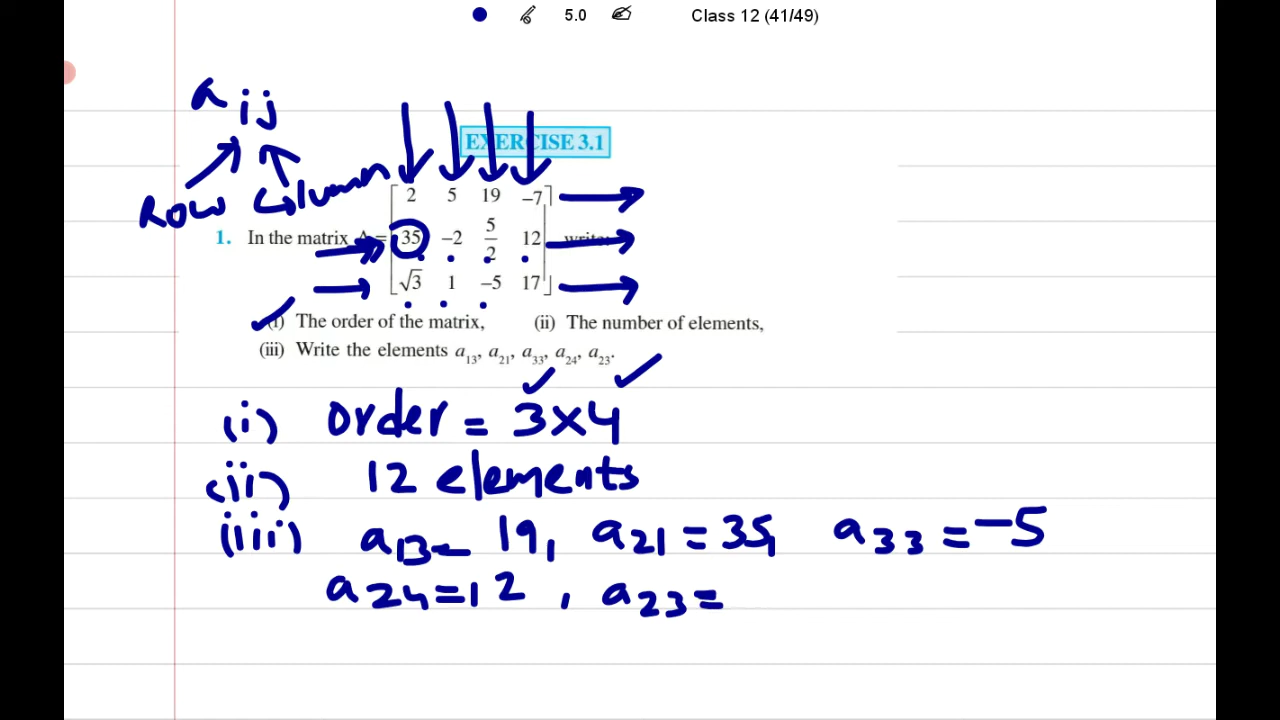 5.0 Class 12 (41/49)
a ij
EXERCISE 3.1
Row Column
2 5 19 –7
1. In the matrix A = 35 –2 5/2 12 , write:
√3 1 –5 17
(i) The order of the matrix, (ii) The number of elements,
(iii) Write the elements a13, a21, a33, a24, a23.
(i) order = 3×4
(ii) 12 elements
(iii) a13= 19, a21=35, a33=-5
a24=12 , a23=